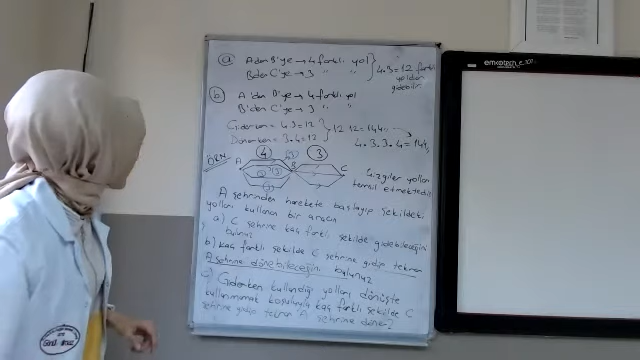 a) A'dan B'ye → 4 farklı yol
B'den C'ye → 3 " "
4.3 = 12 farklı yoldan gidebilir
b) A'dan B'ye → 4 farklı yol
B'den C'ye → 3 " "
Giderken = 4.3 = 12
Dönerken = 3.4 = 12
12.12 = 144
4.3.3.4 = 144
ÖRN
4
3
A
B
C
Çizgiler yolları temsil etmektedir
A şehrinden harekete başlayıp şekildeki
yolları kullanan bir aracın
a) C şehrine kaç farklı şekilde gidebileceğini
bulunuz
b) Kaç farklı şekilde C şehrine gidip tekrar
A şehrine dönebileceğini bulunuz
c) Giderken kullandığı yolları dönüşte
kullanmamak koşuluyla kaç farklı şekilde C
şehrine gidip tekrar A şehrine döner?